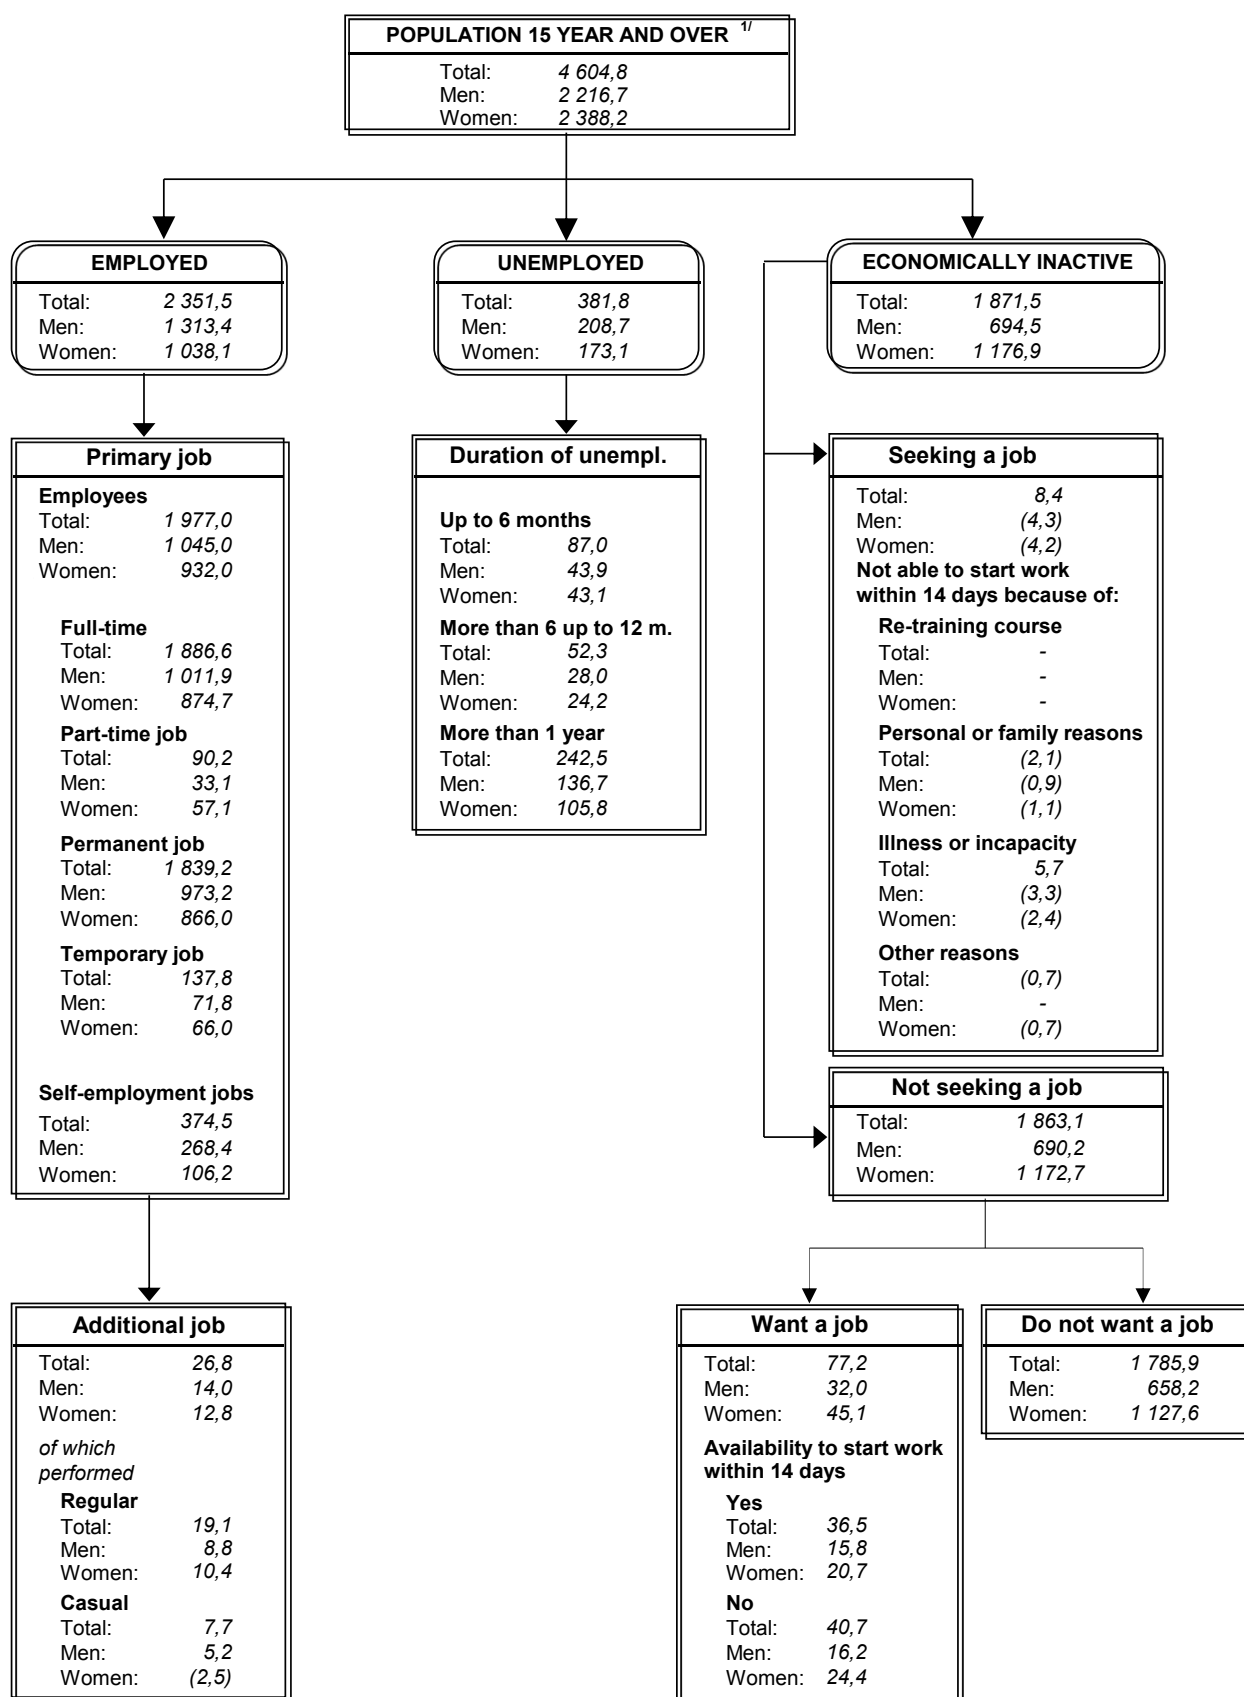 POPULATION 15 YEAR AND OVER 1/
Total: 4 604,8
Men: 2 216,7
Women: 2 388,2
EMPLOYED
Total: 2 351,5
Men: 1 313,4
Women: 1 038,1
UNEMPLOYED
Total: 381,8
Men: 208,7
Women: 173,1
ECONOMICALLY INACTIVE
Total: 1 871,5
Men: 694,5
Women: 1 176,9
Primary job
Employees
Total: 1 977,0
Men: 1 045,0
Women: 932,0
Full-time
Total: 1 886,6
Men: 1 011,9
Women: 874,7
Part-time job
Total: 90,2
Men: 33,1
Women: 57,1
Permanent job
Total: 1 839,2
Men: 973,2
Women: 866,0
Temporary job
Total: 137,8
Men: 71,8
Women: 66,0
Self-employment jobs
Total: 374,5
Men: 268,4
Women: 106,2
Duration of unempl.
Up to 6 months
Total: 87,0
Men: 43,9
Women: 43,1
More than 6 up to 12 m.
Total: 52,3
Men: 28,0
Women: 24,2
More than 1 year
Total: 242,5
Men: 136,7
Women: 105,8
Seeking a job
Total: 8,4
Men: (4,3)
Women: (4,2)
Not able to start work
within 14 days because of:
Re-training course
Total: -
Men: -
Women: -
Personal or family reasons
Total: (2,1)
Men: (0,9)
Women: (1,1)
Illness or incapacity
Total: 5,7
Men: (3,3)
Women: (2,4)
Other reasons
Total: (0,7)
Men: -
Women: (0,7)
Not seeking a job
Total: 1 863,1
Men: 690,2
Women: 1 172,7
Additional job
Total: 26,8
Men: 14,0
Women: 12,8
of which
performed
Regular
Total: 19,1
Men: 8,8
Women: 10,4
Casual
Total: 7,7
Men: 5,2
Women: (2,5)
Want a job
Total: 77,2
Men: 32,0
Women: 45,1
Availability to start work
within 14 days
Yes
Total: 36,5
Men: 15,8
Women: 20,7
No
Total: 40,7
Men: 16,2
Women: 24,4
Do not want a job
Total: 1 785,9
Men: 658,2
Women: 1 127,6